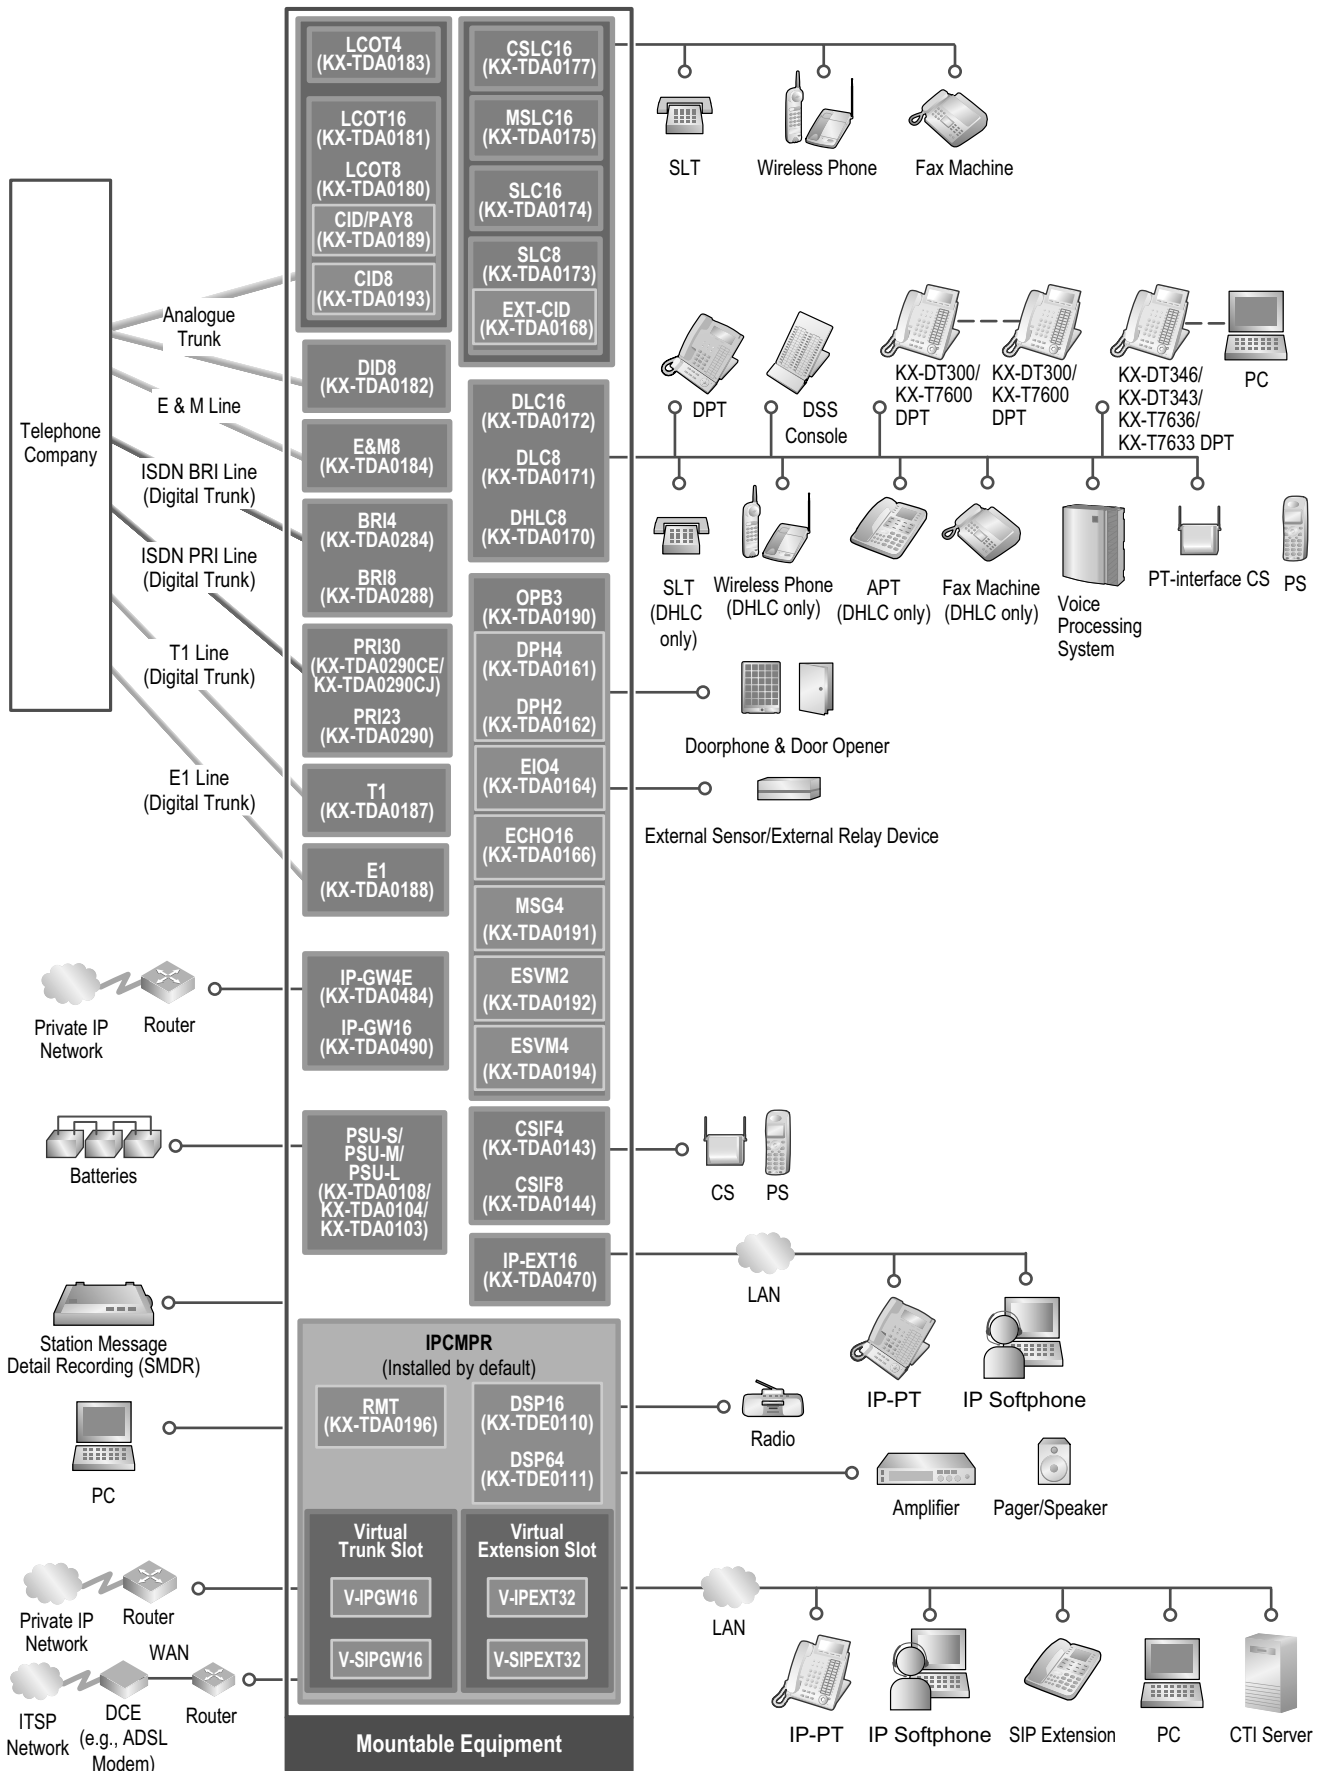 LCOT4
(KX-TDA0183)
LCOT16
(KX-TDA0181)
LCOT8
(KX-TDA0180)
CID/PAY8
(KX-TDA0189)
CID8
(KX-TDA0193)
CSLC16
(KX-TDA0177)
MSLC16
(KX-TDA0175)
SLC16
(KX-TDA0174)
SLC8
(KX-TDA0173)
EXT-CID
(KX-TDA0168)
SLT
Wireless Phone
Fax Machine
Telephone
Company
Analogue
Trunk
E & M Line
ISDN BRI Line
(Digital Trunk)
ISDN PRI Line
(Digital Trunk)
T1 Line
(Digital Trunk)
E1 Line
(Digital Trunk)
DID8
(KX-TDA0182)
E&M8
(KX-TDA0184)
BRI4
(KX-TDA0284)
BRI8
(KX-TDA0288)
PRI30
(KX-TDA0290CE/
KX-TDA0290CJ)
PRI23
(KX-TDA0290)
T1
(KX-TDA0187)
E1
(KX-TDA0188)
DLC16
(KX-TDA0172)
DLC8
(KX-TDA0171)
DHLC8
(KX-TDA0170)
DPT
DSS
Console
KX-DT300/
KX-T7600
DPT
KX-DT300/
KX-T7600
DPT
KX-DT346/
KX-DT343/
KX-T7636/
KX-T7633 DPT
PC
SLT
(DHLC
only)
Wireless Phone
(DHLC only)
APT
(DHLC only)
Fax Machine
(DHLC only)
Voice
Processing
System
PT-interface CS
PS
OPB3
(KX-TDA0190)
DPH4
(KX-TDA0161)
DPH2
(KX-TDA0162)
EIO4
(KX-TDA0164)
ECHO16
(KX-TDA0166)
MSG4
(KX-TDA0191)
ESVM2
(KX-TDA0192)
ESVM4
(KX-TDA0194)
Doorphone & Door Opener
External Sensor/External Relay Device
Private IP
Network
Router
IP-GW4E
(KX-TDA0484)
IP-GW16
(KX-TDA0490)
Batteries
PSU-S/
PSU-M/
PSU-L
(KX-TDA0108/
KX-TDA0104/
KX-TDA0103)
CSIF4
(KX-TDA0143)
CSIF8
(KX-TDA0144)
CS
PS
IP-EXT16
(KX-TDA0470)
LAN
IP-PT
IP Softphone
Station Message
Detail Recording (SMDR)
PC
IPCMPR
(Installed by default)
RMT
(KX-TDA0196)
DSP16
(KX-TDE0110)
DSP64
(KX-TDE0111)
Radio
Amplifier
Pager/Speaker
Virtual
Trunk Slot
V-IPGW16
V-SIPGW16
Virtual
Extension Slot
V-IPEXT32
V-SIPEXT32
Private IP
Network
Router
WAN
ITSP
Network
DCE
(e.g., ADSL
Modem)
Router
LAN
IP-PT
IP Softphone
SIP Extension
PC
CTI Server
Mountable Equipment